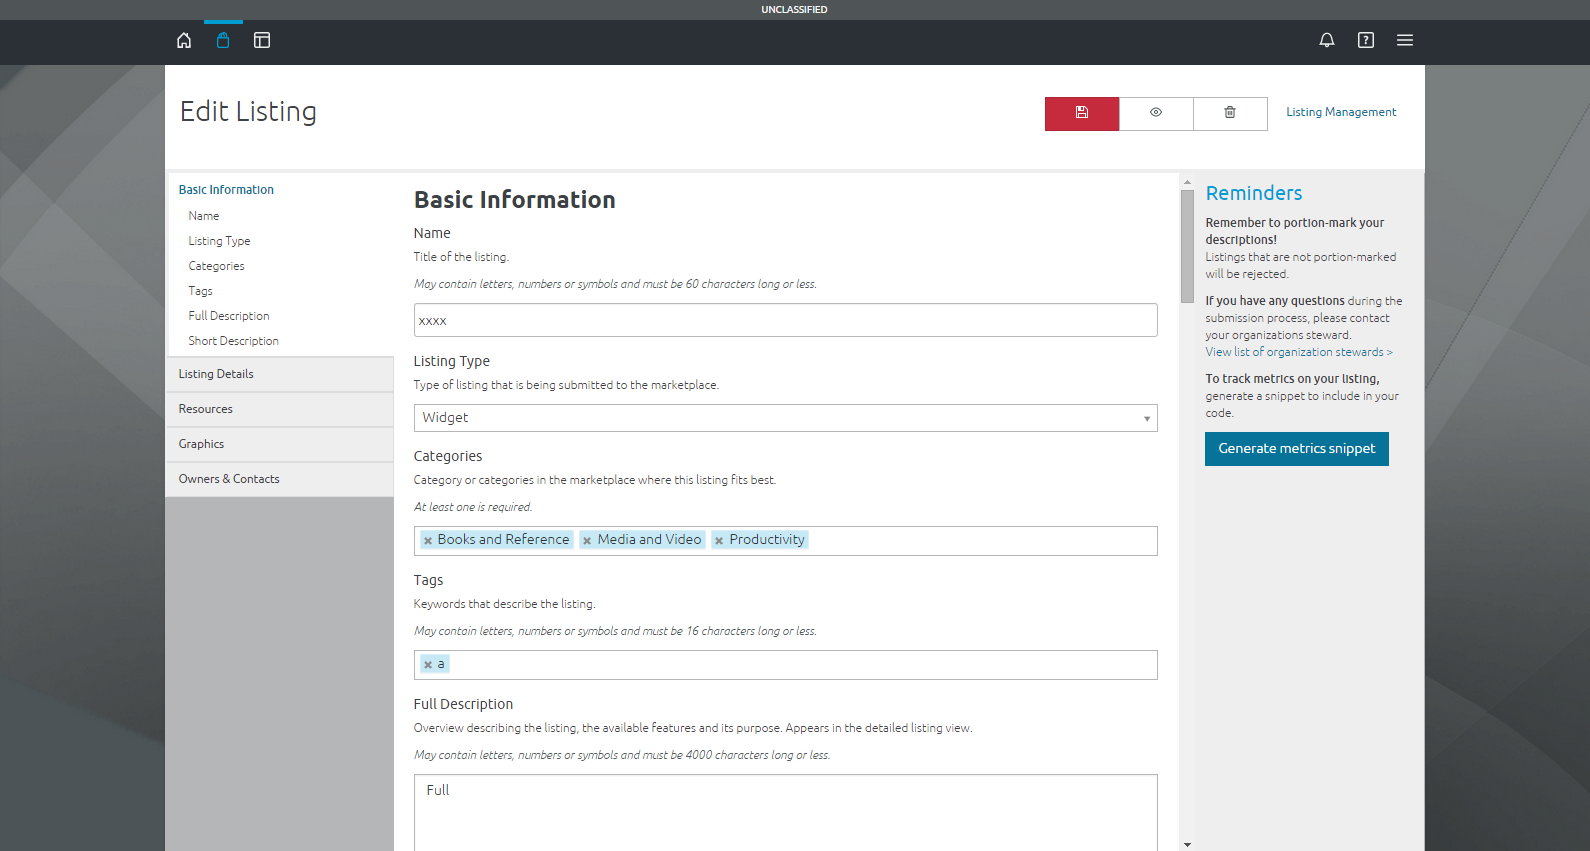 UNCLASSIFIED
Edit Listing
Listing Management
Basic Information
Name
Listing Type
Categories
Tags
Full Description
Short Description
Listing Details
Resources
Graphics
Owners & Contacts
Basic Information
Name
Title of the listing.
May contain letters, numbers or symbols and must be 60 characters long or less.
xxxx
Listing Type
Type of listing that is being submitted to the marketplace.
Widget
Categories
Category or categories in the marketplace where this listing fits best.
At least one is required.
× Books and Reference × Media and Video × Productivity
Tags
Keywords that describe the listing.
May contain letters, numbers or symbols and must be 16 characters long or less.
× a
Full Description
Overview describing the listing, the available features and its purpose. Appears in the detailed listing view.
May contain letters, numbers or symbols and must be 4000 characters long or less.
Full
Reminders
Remember to portion-mark your
descriptions!
Listings that are not portion-marked
will be rejected.
If you have any questions during the
submission process, please contact
your organizations steward.
View list of organization stewards >
To track metrics on your listing,
generate a snippet to include in your
code.
Generate metrics snippet